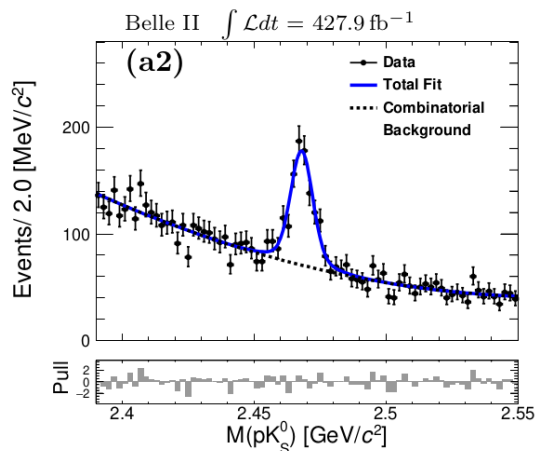 Belle II ∫ ℒdt = 427.9 fb⁻¹
(a2)
Data
Total Fit
Combinatorial
Background
Events/ 2.0 [MeV/c²]
200
100
0
Pull
2
0
−2
2.4 2.45 2.5 2.55
M(pK⁰_S) [GeV/c²]